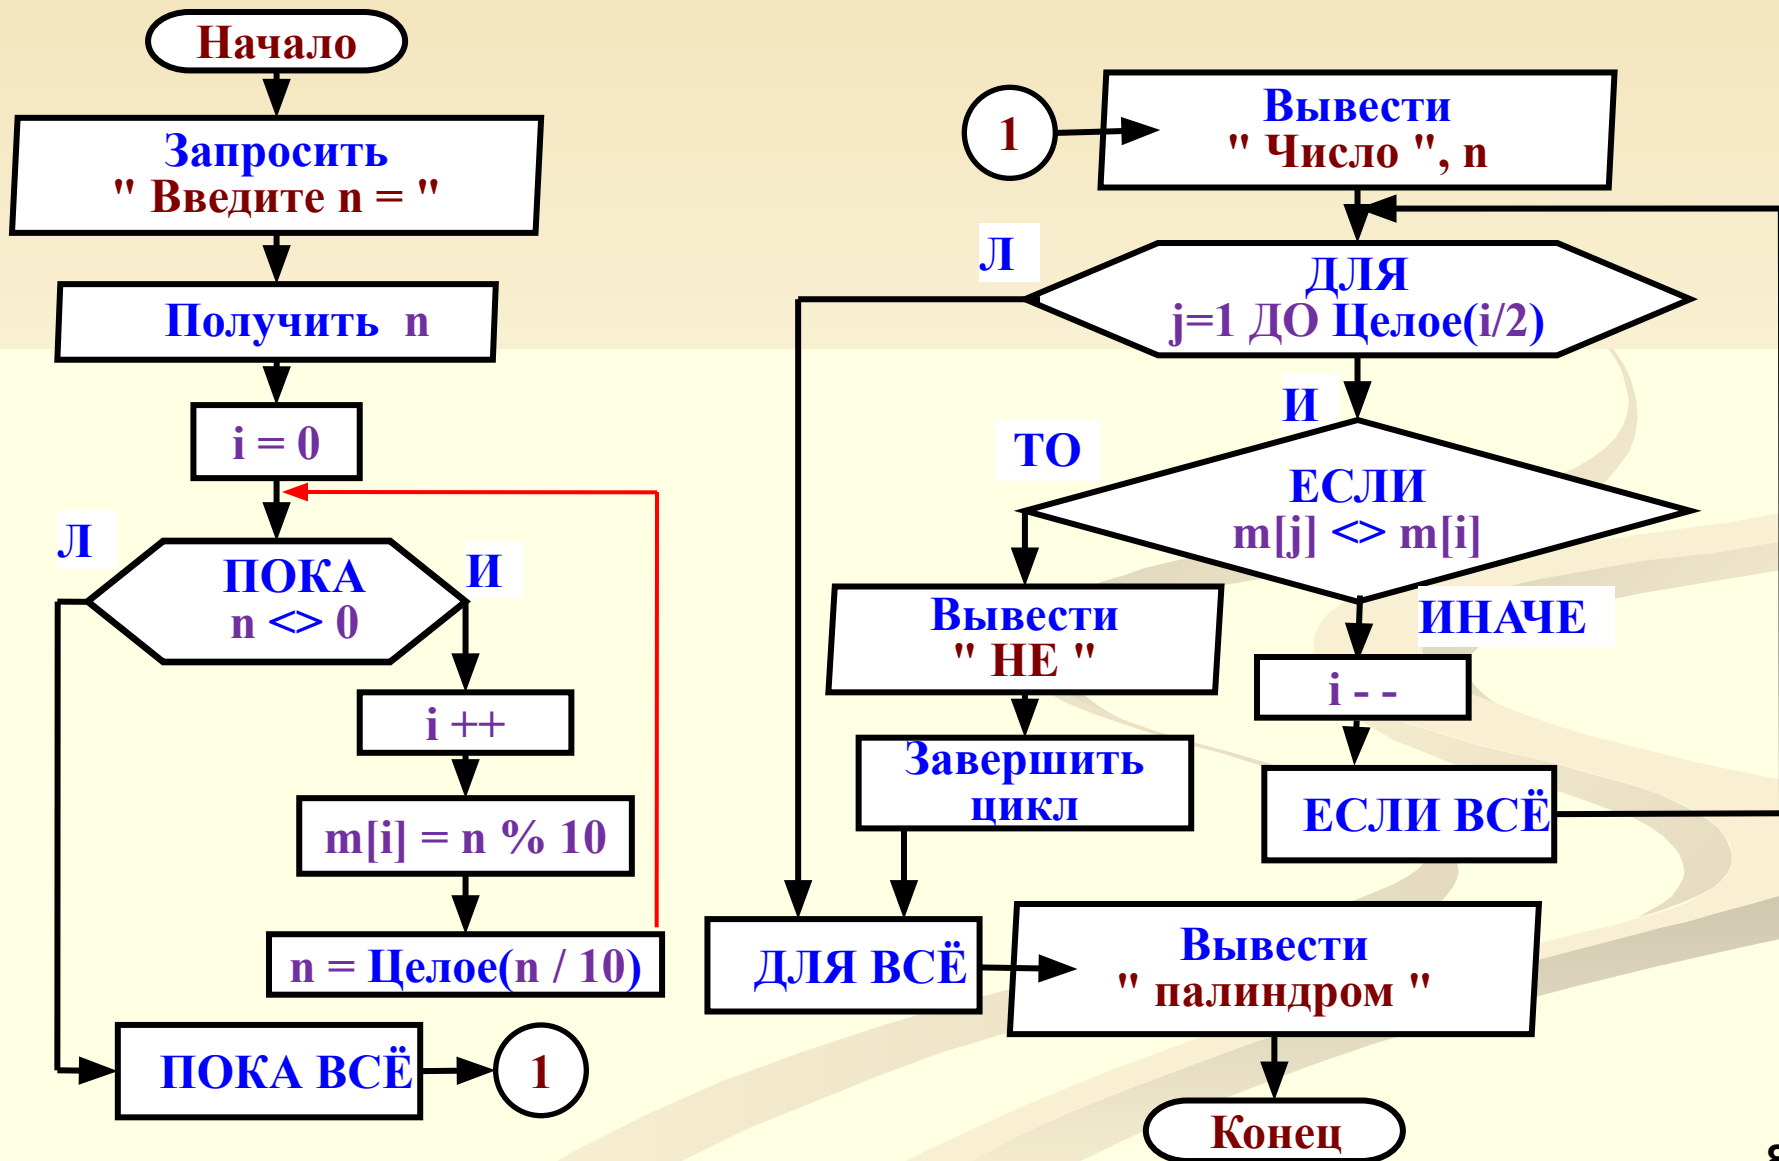 Начало
Запросить
" Введите n = "
Получить n
i = 0
Л
ПОКА
n <> 0
И
i ++
m[i] = n % 10
n = Целое(n / 10)
ПОКА ВСЁ
1
1
Вывести
" Число ", n
Л
ДЛЯ
j=1 ДО Целое(i/2)
И
ТО
ЕСЛИ
m[j] <> m[i]
Вывести
" НЕ "
ИНАЧЕ
i - -
Завершить
цикл
ЕСЛИ ВСЁ
ДЛЯ ВСЁ
Вывести
" палиндром "
Конец